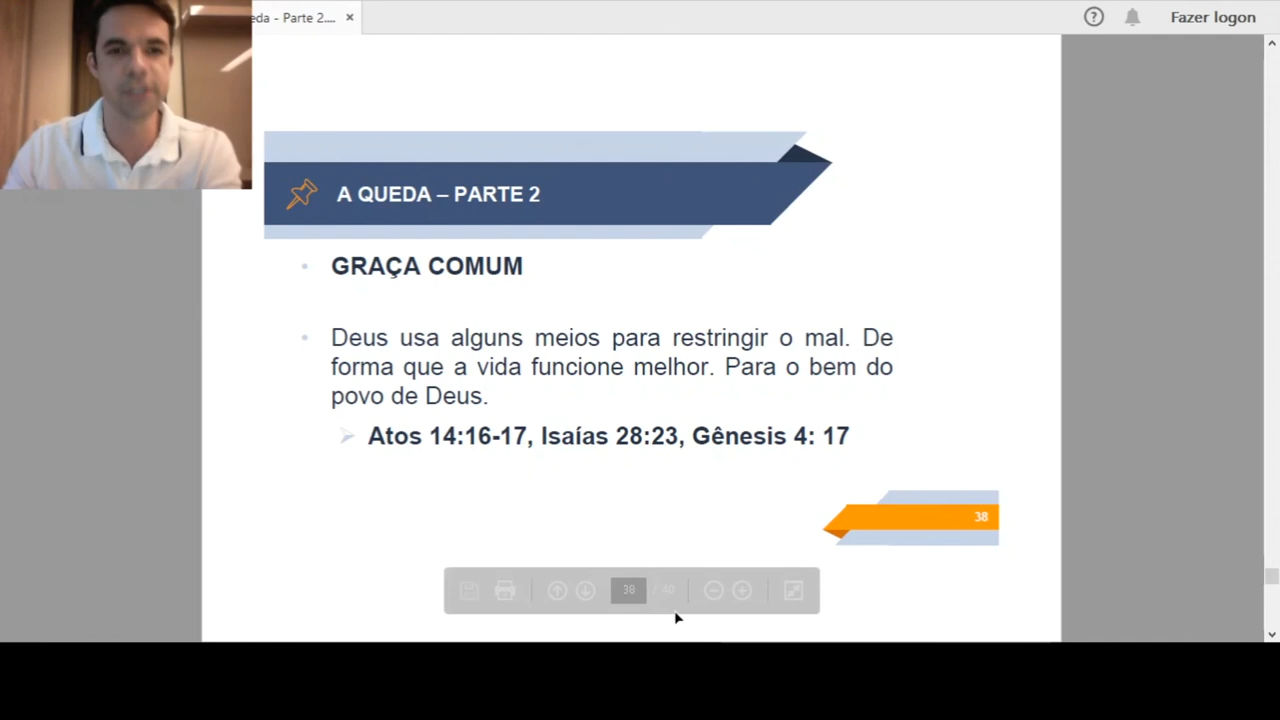 eda - Parte 2.... ×
Fazer logon
A QUEDA – PARTE 2
GRAÇA COMUM
Deus usa alguns meios para restringir o mal. De
forma que a vida funcione melhor. Para o bem do
povo de Deus.
Atos 14:16-17, Isaías 28:23, Gênesis 4: 17
38
38 / 40